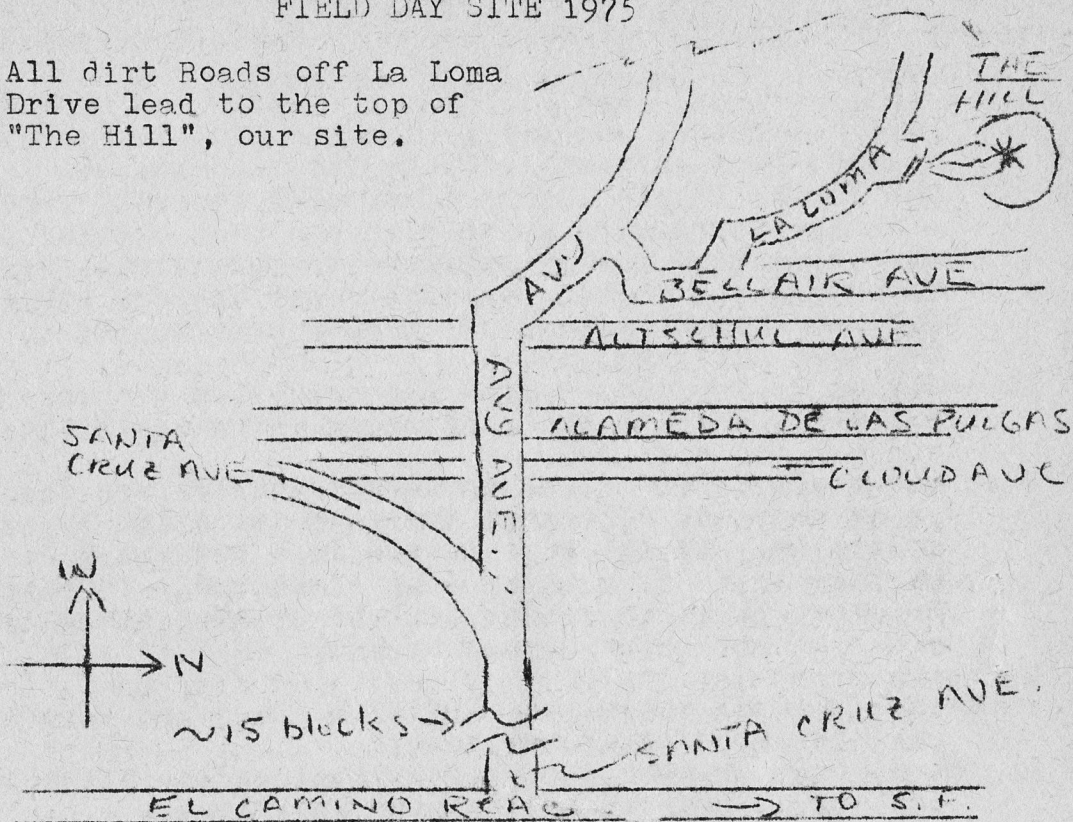 FIELD DAY SITE 1975
All dirt Roads off La Loma
Drive lead to the top of
"The Hill", our site.
THE
HILL
LA LOMA
AVY
BELLAIR AVE
ALTSCHUL AVE
AVY AVE.
ALAMEDA DE LAS PULGAS
SANTA
CRUZ AVE
CLOUD AVE
W
N
~15 blocks →
SANTA CRUZ AVE.
EL CAMINO REAL → TO S.F.